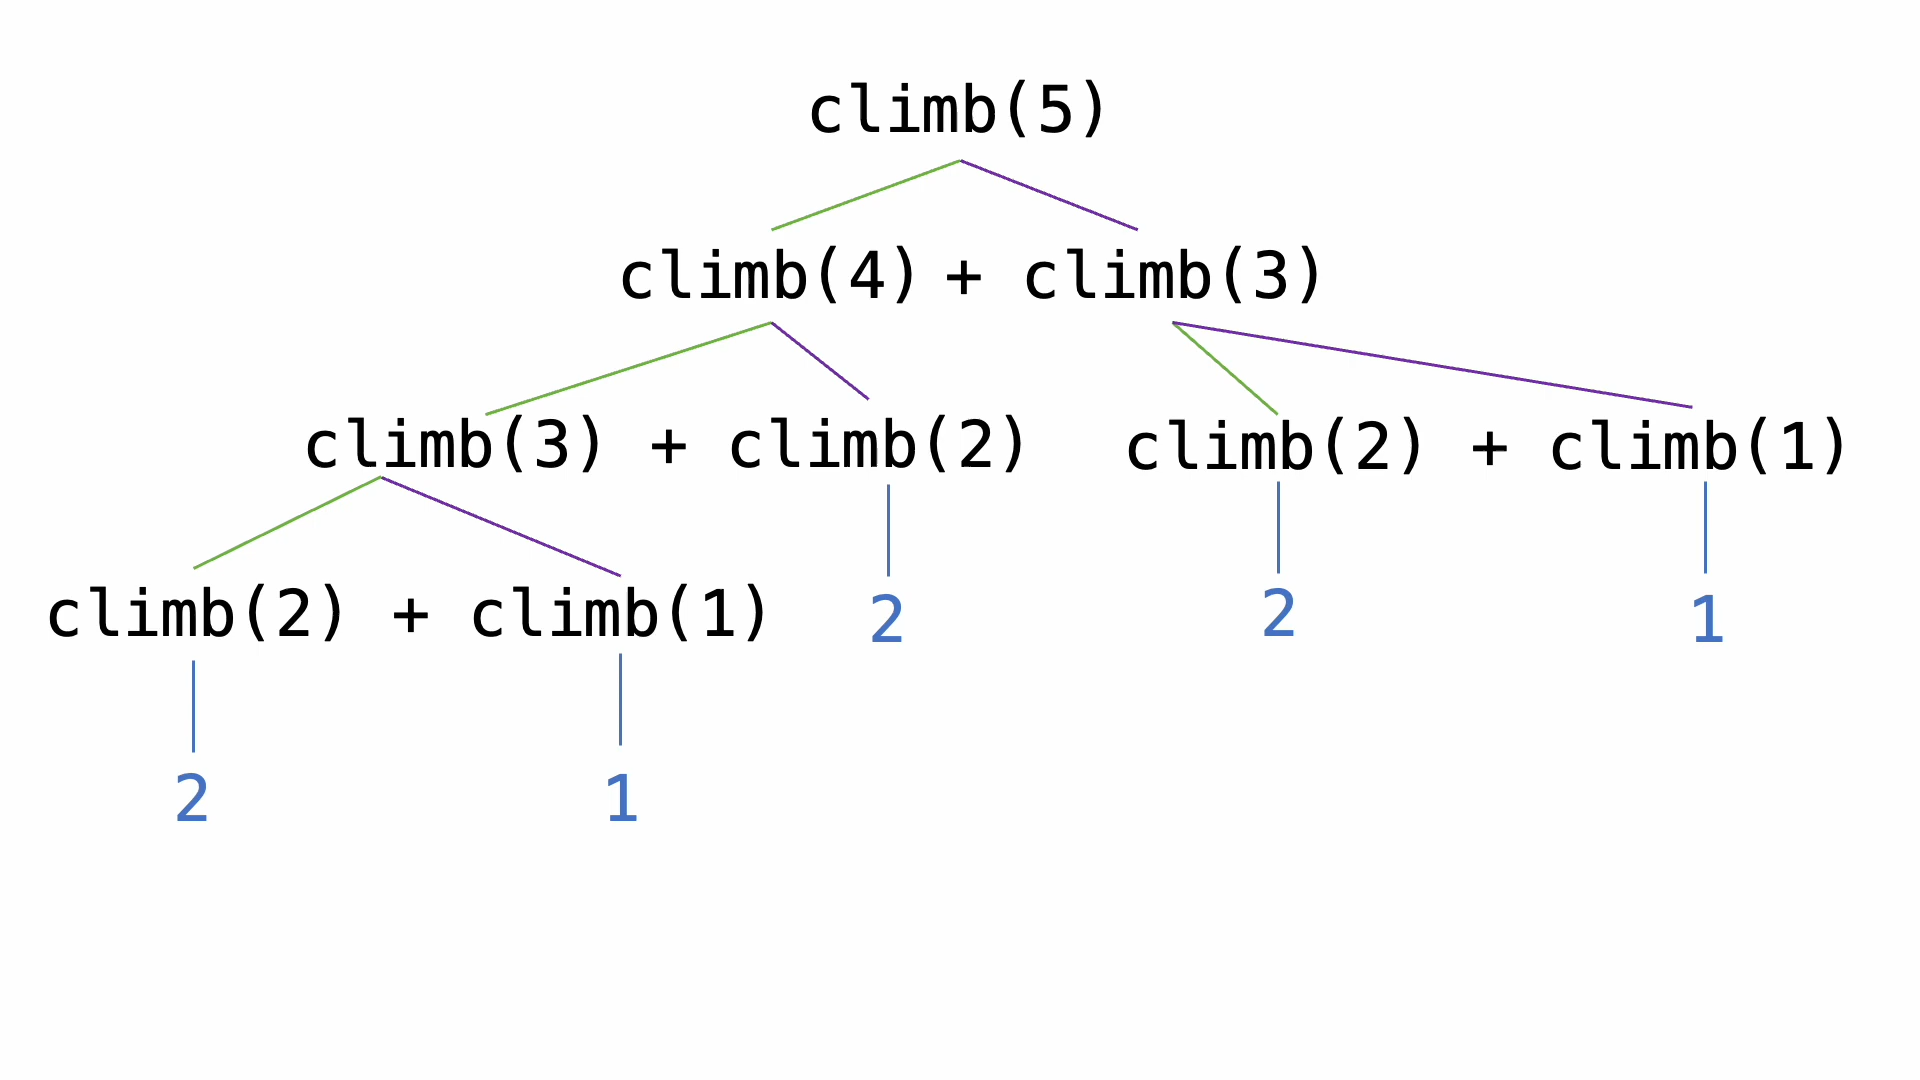 climb(5)
climb(4) + climb(3)
climb(3) + climb(2) climb(2) + climb(1)
climb(2) + climb(1) 2 2 1
2 1